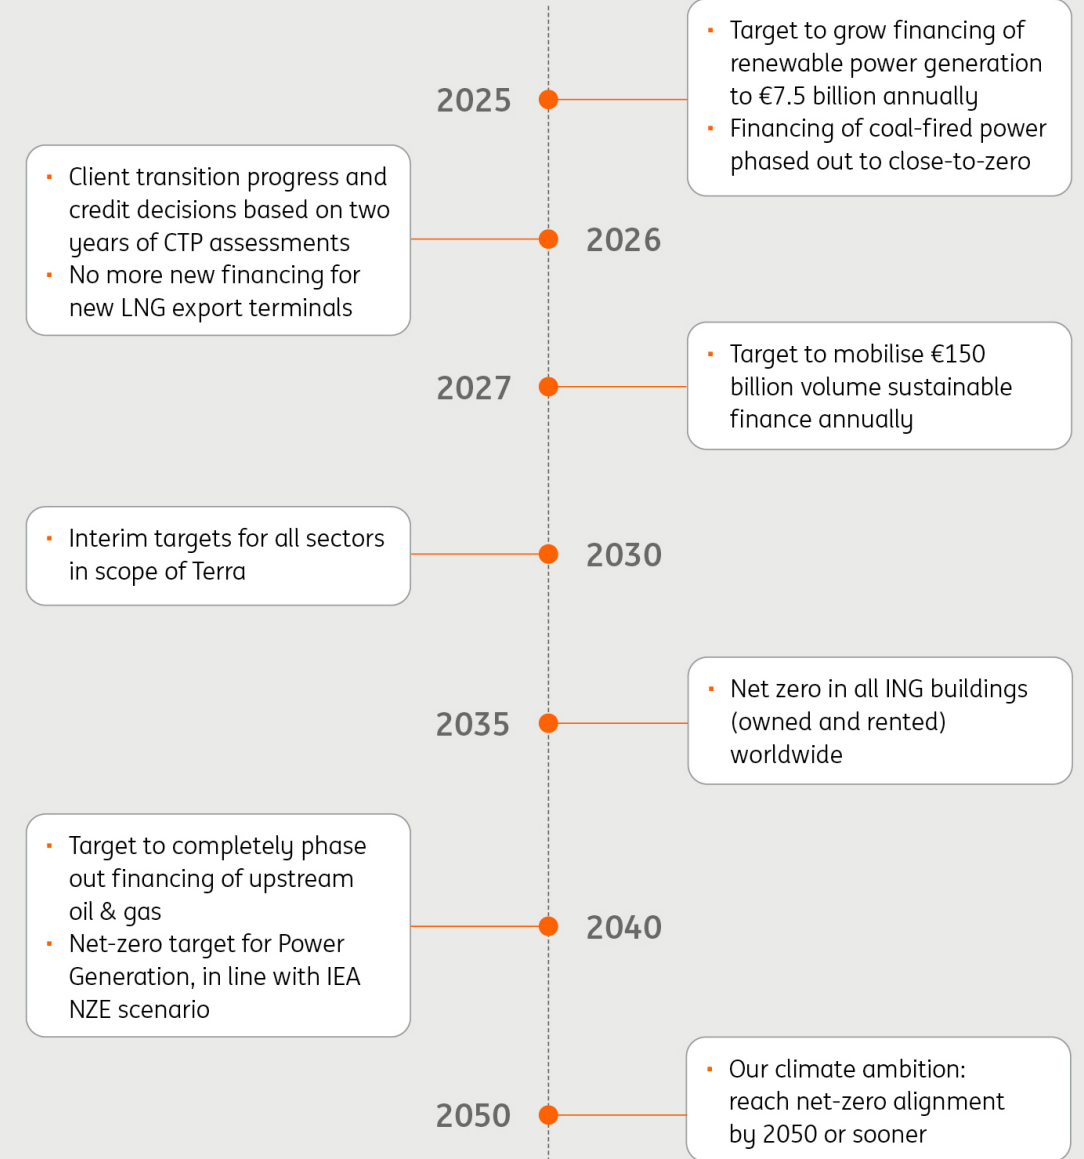 2025
▪ Target to grow financing of
renewable power generation
to €7.5 billion annually
▪ Financing of coal-fired power
phased out to close-to-zero
▪ Client transition progress and
credit decisions based on two
years of CTP assessments
▪ No more new financing for
new LNG export terminals
2026
2027
▪ Target to mobilise €150
billion volume sustainable
finance annually
▪ Interim targets for all sectors
in scope of Terra
2030
2035
▪ Net zero in all ING buildings
(owned and rented)
worldwide
▪ Target to completely phase
out financing of upstream
oil & gas
▪ Net-zero target for Power
Generation, in line with IEA
NZE scenario
2040
2050
▪ Our climate ambition:
reach net-zero alignment
by 2050 or sooner